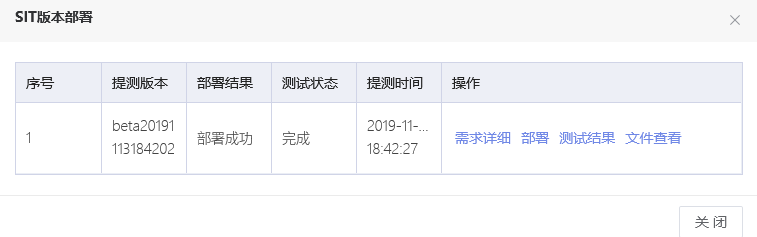 SIT版本部署
序号 提测版本 部署结果 测试状态 提测时间 操作
1 beta20191113184202 部署成功 完成 2019-11-... 18:42:27 需求详细 部署 测试结果 文件查看
关 闭